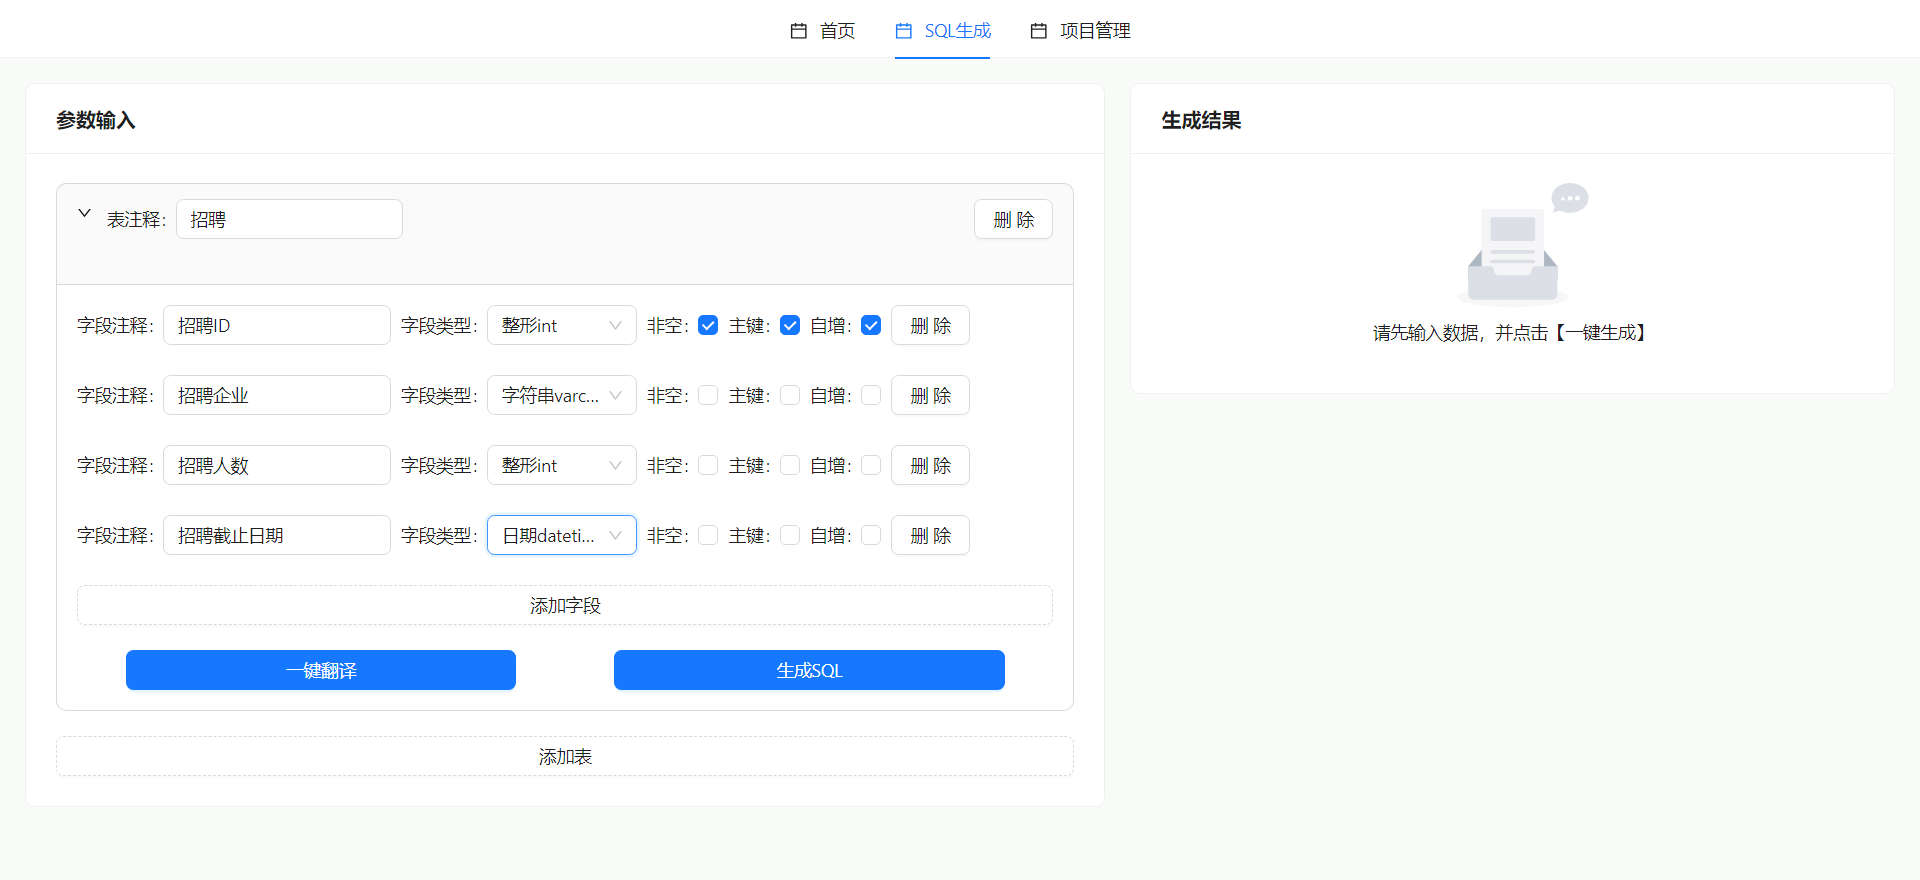 首页 SQL生成 项目管理
参数输入
表注释: 招聘 删 除
字段注释: 招聘ID 字段类型: 整形int 非空: 主键: 自增: 删 除
字段注释: 招聘企业 字段类型: 字符串varc... 非空: 主键: 自增: 删 除
字段注释: 招聘人数 字段类型: 整形int 非空: 主键: 自增: 删 除
字段注释: 招聘截止日期 字段类型: 日期dateti... 非空: 主键: 自增: 删 除
添加字段
一键翻译 生成SQL
添加表
生成结果
请先输入数据，并点击【一键生成】